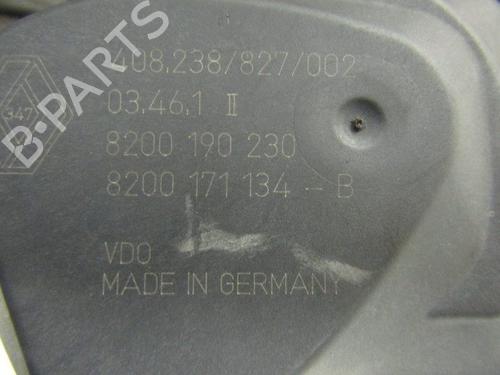 408.238/827/002
03.46.1 II
8200 190 230
8200 171 134 - B
VDO
MADE IN GERMANY
B-PARTS